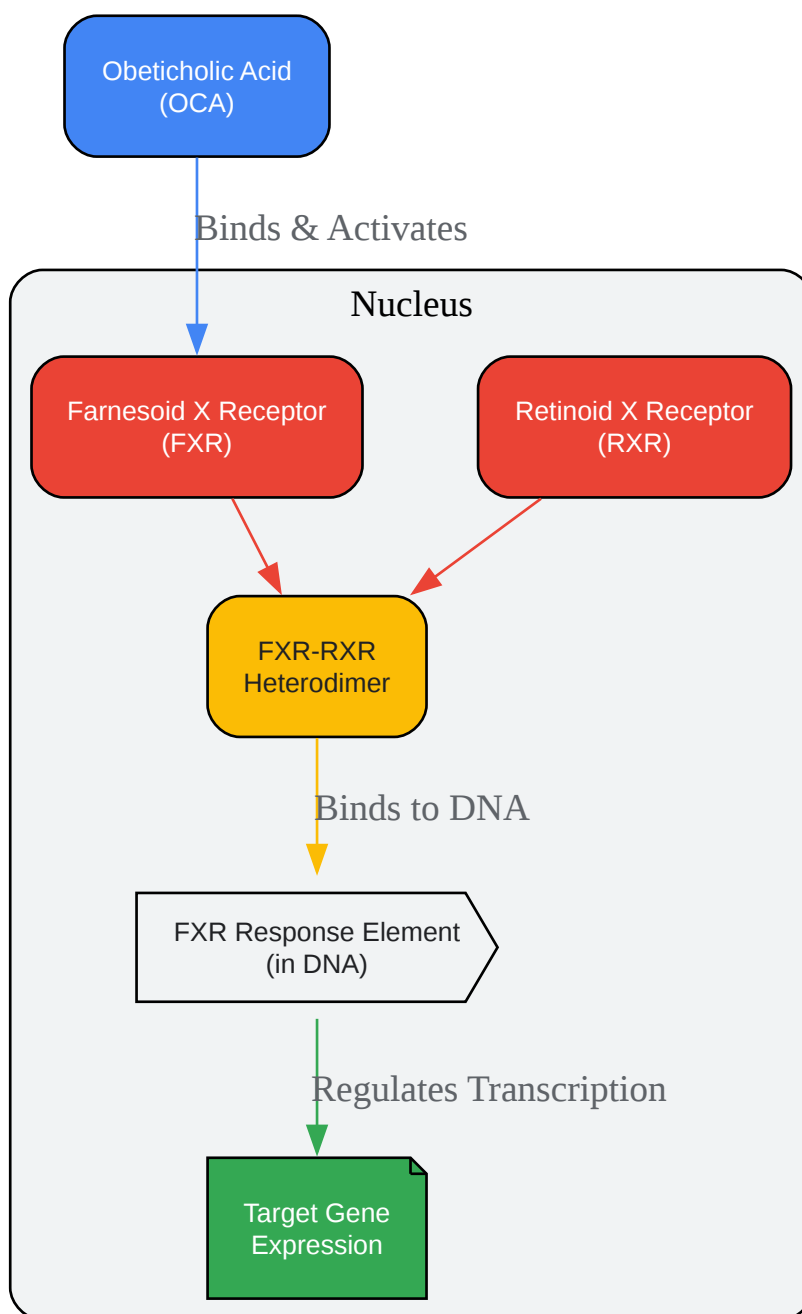 Obeticholic Acid
(OCA)
Binds & Activates
Nucleus
Farnesoid X Receptor
(FXR)
Retinoid X Receptor
(RXR)
FXR-RXR
Heterodimer
Binds to DNA
FXR Response Element
(in DNA)
Regulates Transcription
Target Gene
Expression